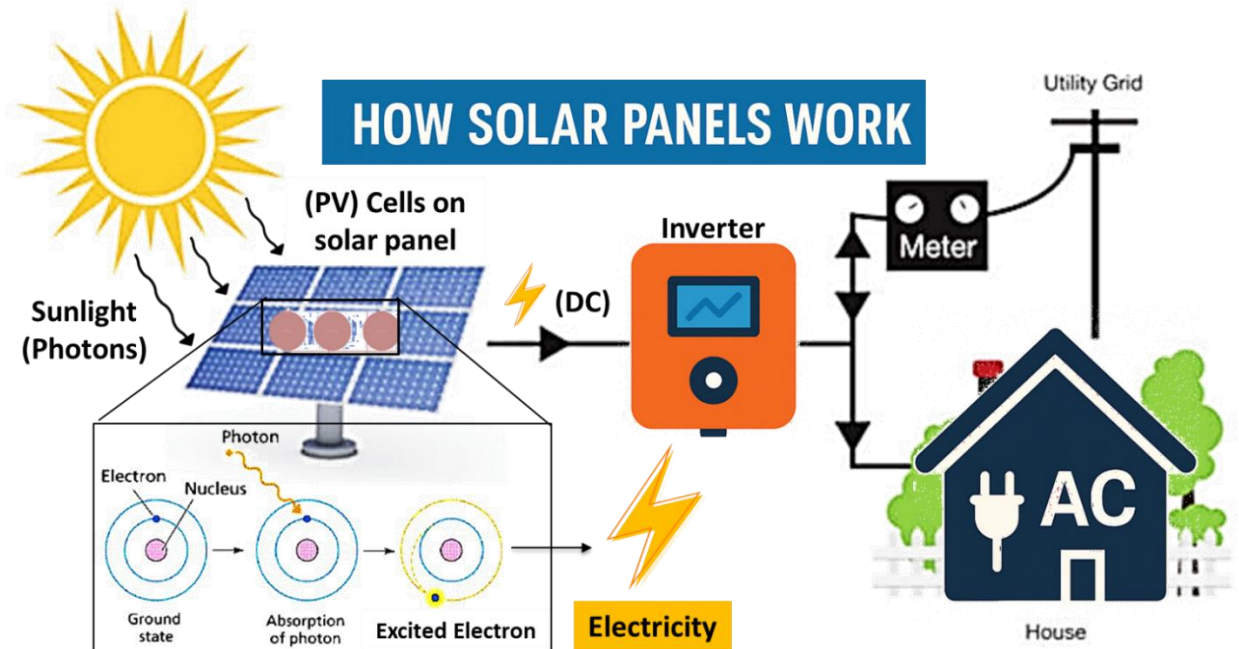 HOW SOLAR PANELS WORK
Utility Grid
(PV) Cells on
solar panel
Inverter
Meter
Sunlight
(Photons)
(DC)
Photon
Electron
Nucleus
AC
Ground
state
Absorption
of photon
Excited Electron
Electricity
House